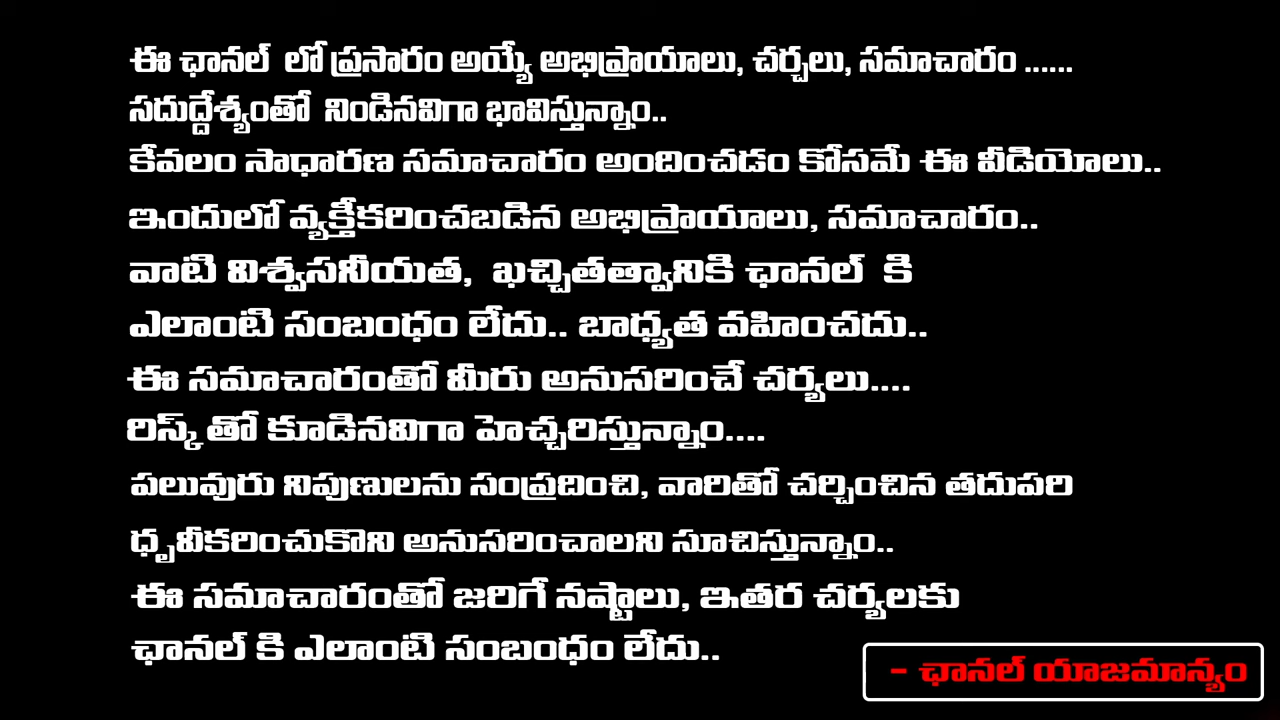 ఈ ఛానల్ లో ప్రసారం అయ్యే అభిప్రాయాలు, చర్చలు, సమాచారం ......
సదుద్దేశ్యంతో నిండినవిగా భావిస్తున్నాం..
కేవలం సాధారణ సమాచారం అందించడం కోసమే ఈ వీడియోలు..
ఇందులో వ్యక్తీకరించబడిన అభిప్రాయాలు, సమాచారం..
వాటి విశ్వసనీయత, ఖచ్చితత్వానికి ఛానల్ కి
ఎలాంటి సంబంధం లేదు.. బాధ్యత వహించదు..
ఈ సమాచారంతో మీరు అనుసరించే చర్యలు....
రిస్క్ తో కూడినవిగా హెచ్చరిస్తున్నాం....
పలువురు నిపుణులను సంప్రదించి, వారితో చర్చించిన తదుపరి
ధృవీకరించుకొని అనుసరించాలని సూచిస్తున్నాం..
ఈ సమాచారంతో జరిగే నష్టాలు, ఇతర చర్యలకు
ఛానల్ కి ఎలాంటి సంబంధం లేదు..
- ఛానల్ యాజమాన్యం